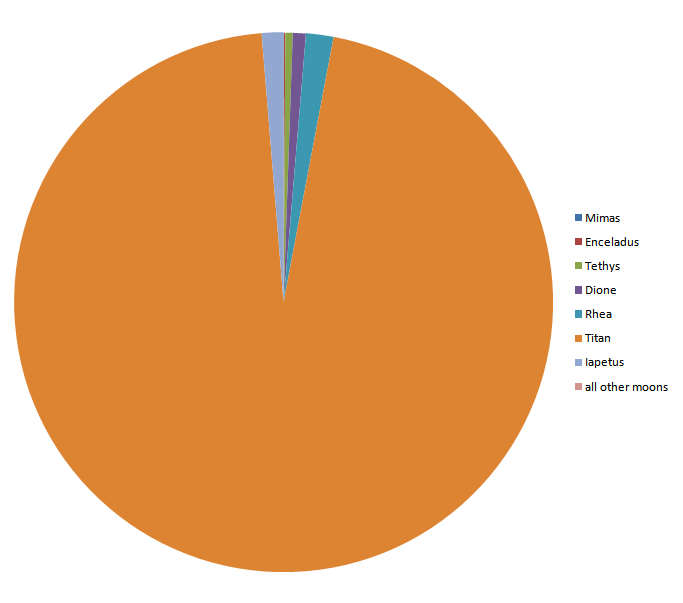 Mimas
Enceladus
Tethys
Dione
Rhea
Titan
Iapetus
all other moons